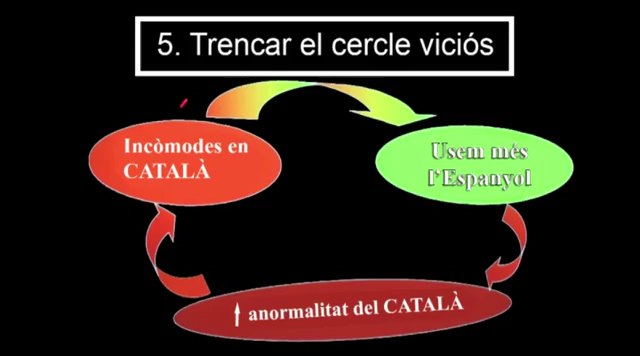 5. Trencar el cercle viciós
Incòmodes en
CATALÀ
Usem més
l'Espanyol
↑ anormalitat del CATALÀ